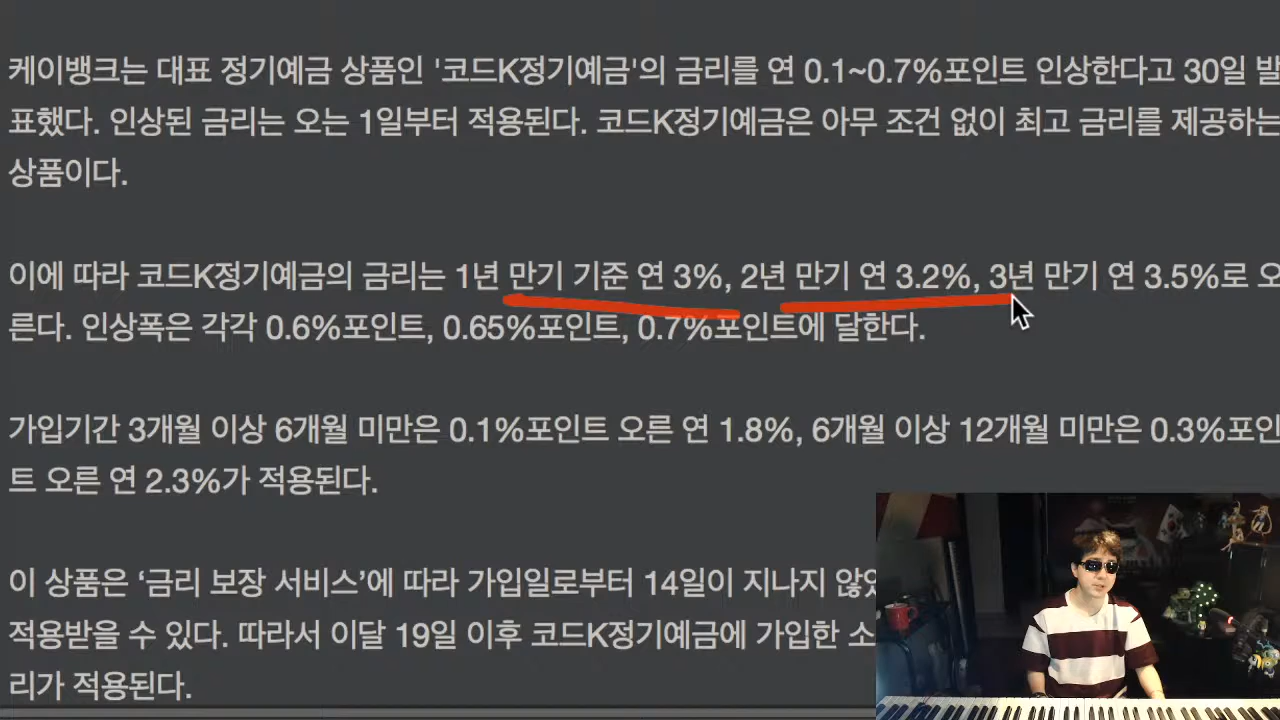 케이뱅크는 대표 정기예금 상품인 '코드K정기예금'의 금리를 연 0.1~0.7%포인트 인상한다고 30일 발
표했다. 인상된 금리는 오는 1일부터 적용된다. 코드K정기예금은 아무 조건 없이 최고 금리를 제공하는
상품이다.
이에 따라 코드K정기예금의 금리는 1년 만기 기준 연 3%, 2년 만기 연 3.2%, 3년 만기 연 3.5%로 오
른다. 인상폭은 각각 0.6%포인트, 0.65%포인트, 0.7%포인트에 달한다.
가입기간 3개월 이상 6개월 미만은 0.1%포인트 오른 연 1.8%, 6개월 이상 12개월 미만은 0.3%포인
트 오른 연 2.3%가 적용된다.
이 상품은 ‘금리 보장 서비스’에 따라 가입일로부터 14일이 지나지 않았
적용받을 수 있다. 따라서 이달 19일 이후 코드K정기예금에 가입한 소
리가 적용된다.